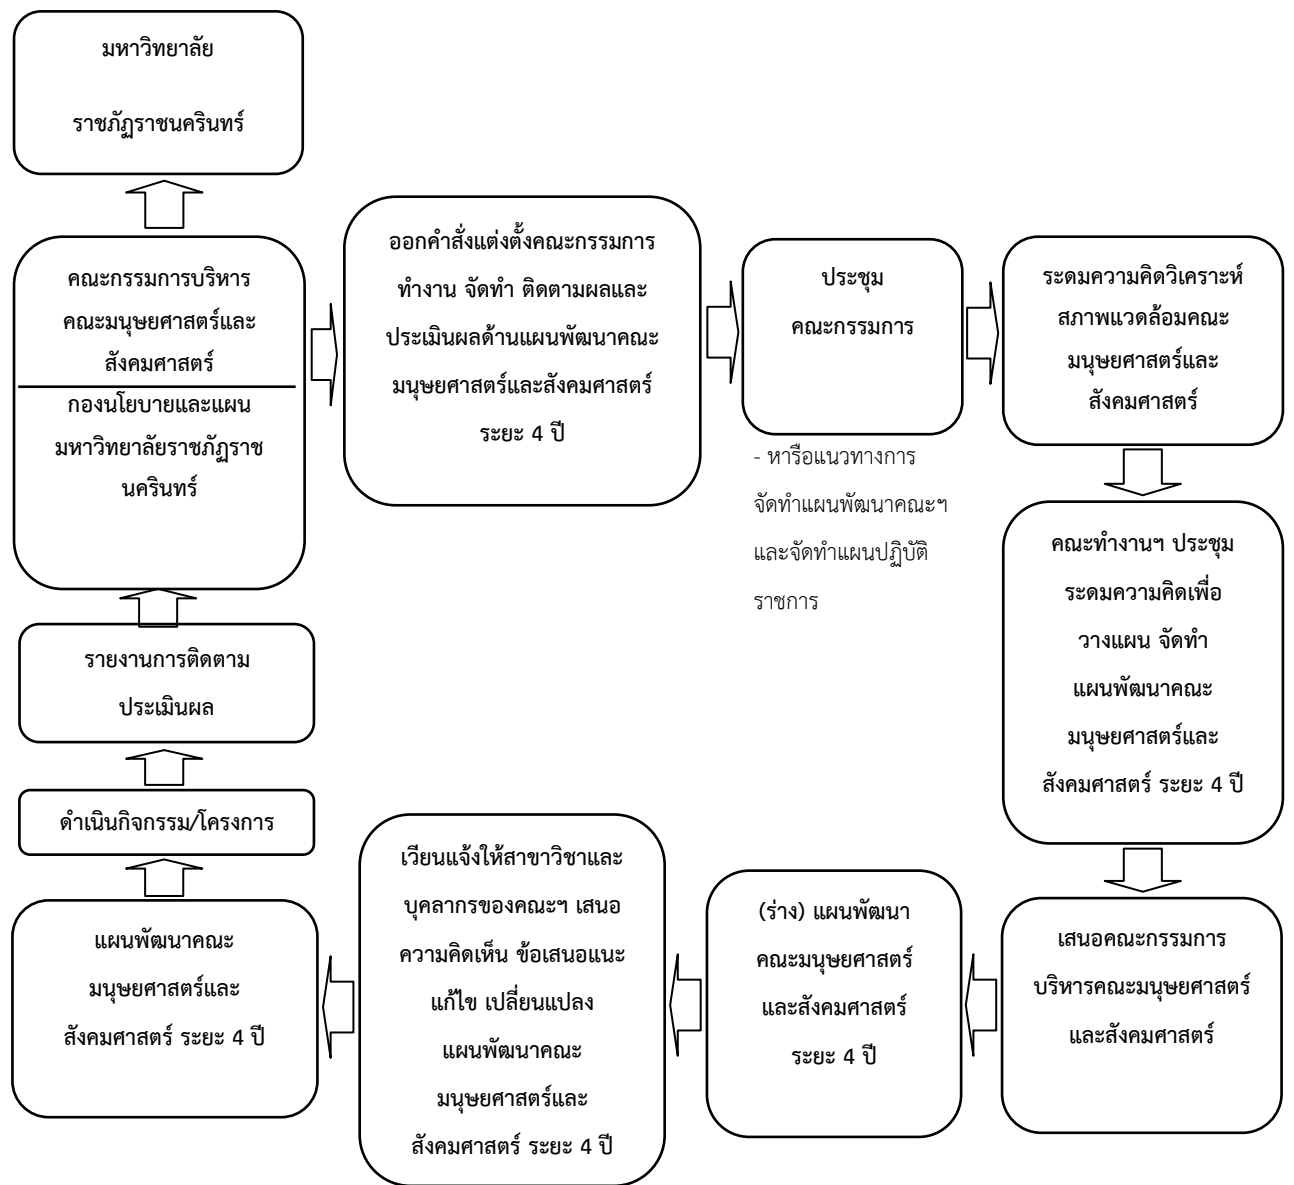 มหาวิทยาลัย
ราชภัฏราชนครินทร์
คณะกรรมการบริหาร
คณะมนุษยศาสตร์และ
สังคมศาสตร์
กองนโยบายและแผน
มหาวิทยาลัยราชภัฏราช
นครินทร์
ออกคำสั่งแต่งตั้งคณะกรรมการ
ทำงาน จัดทำ ติดตามผลและ
ประเมินผลด้านแผนพัฒนาคณะ
มนุษยศาสตร์และสังคมศาสตร์
ระยะ 4 ปี
ประชุม
คณะกรรมการ
- หารือแนวทางการ
จัดทำแผนพัฒนาคณะฯ
และจัดทำแผนปฏิบัติ
ราชการ
ระดมความคิดวิเคราะห์
สภาพแวดล้อมคณะ
มนุษยศาสตร์และ
สังคมศาสตร์
คณะทำงานฯ ประชุม
ระดมความคิดเพื่อ
วางแผน จัดทำ
แผนพัฒนาคณะ
มนุษยศาสตร์และ
สังคมศาสตร์ ระยะ 4 ปี
เสนอคณะกรรมการ
บริหารคณะมนุษยศาสตร์
และสังคมศาสตร์
(ร่าง) แผนพัฒนา
คณะมนุษยศาสตร์
และสังคมศาสตร์
ระยะ 4 ปี
เวียนแจ้งให้สาขาวิชาและ
บุคลากรของคณะฯ เสนอ
ความคิดเห็น ข้อเสนอแนะ
แก้ไข เปลี่ยนแปลง
แผนพัฒนาคณะ
มนุษยศาสตร์และ
สังคมศาสตร์ ระยะ 4 ปี
แผนพัฒนาคณะ
มนุษยศาสตร์และ
สังคมศาสตร์ ระยะ 4 ปี
ดำเนินกิจกรรม/โครงการ
รายงานการติดตาม
ประเมินผล